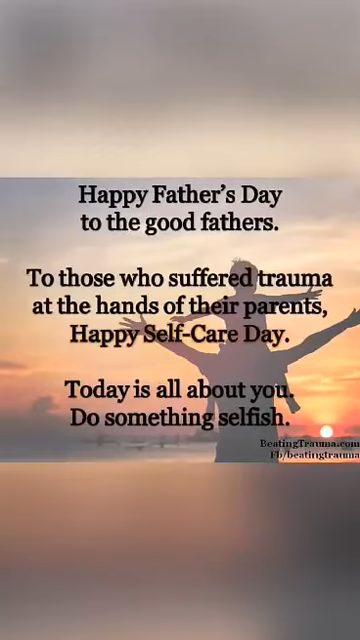 Happy Father's Day
to the good fathers.
To those who suffered trauma
at the hands of their parents,
Happy Self-Care Day.
Today is all about you.
Do something selfish.
BeatingTrauma.com
Fb/beatingtrauma